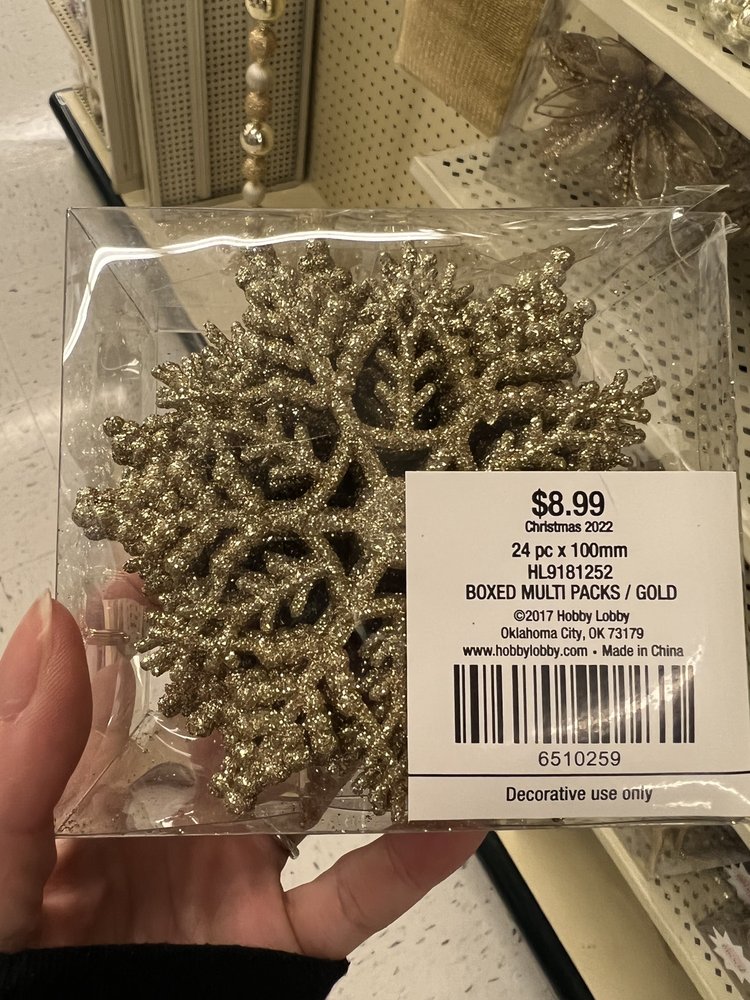 $8.99
Christmas 2022
24 pc x 100mm
HL9181252
BOXED MULTI PACKS / GOLD
©2017 Hobby Lobby
Oklahoma City, OK 73179
www.hobbylobby.com • Made in China
6510259
Decorative use only